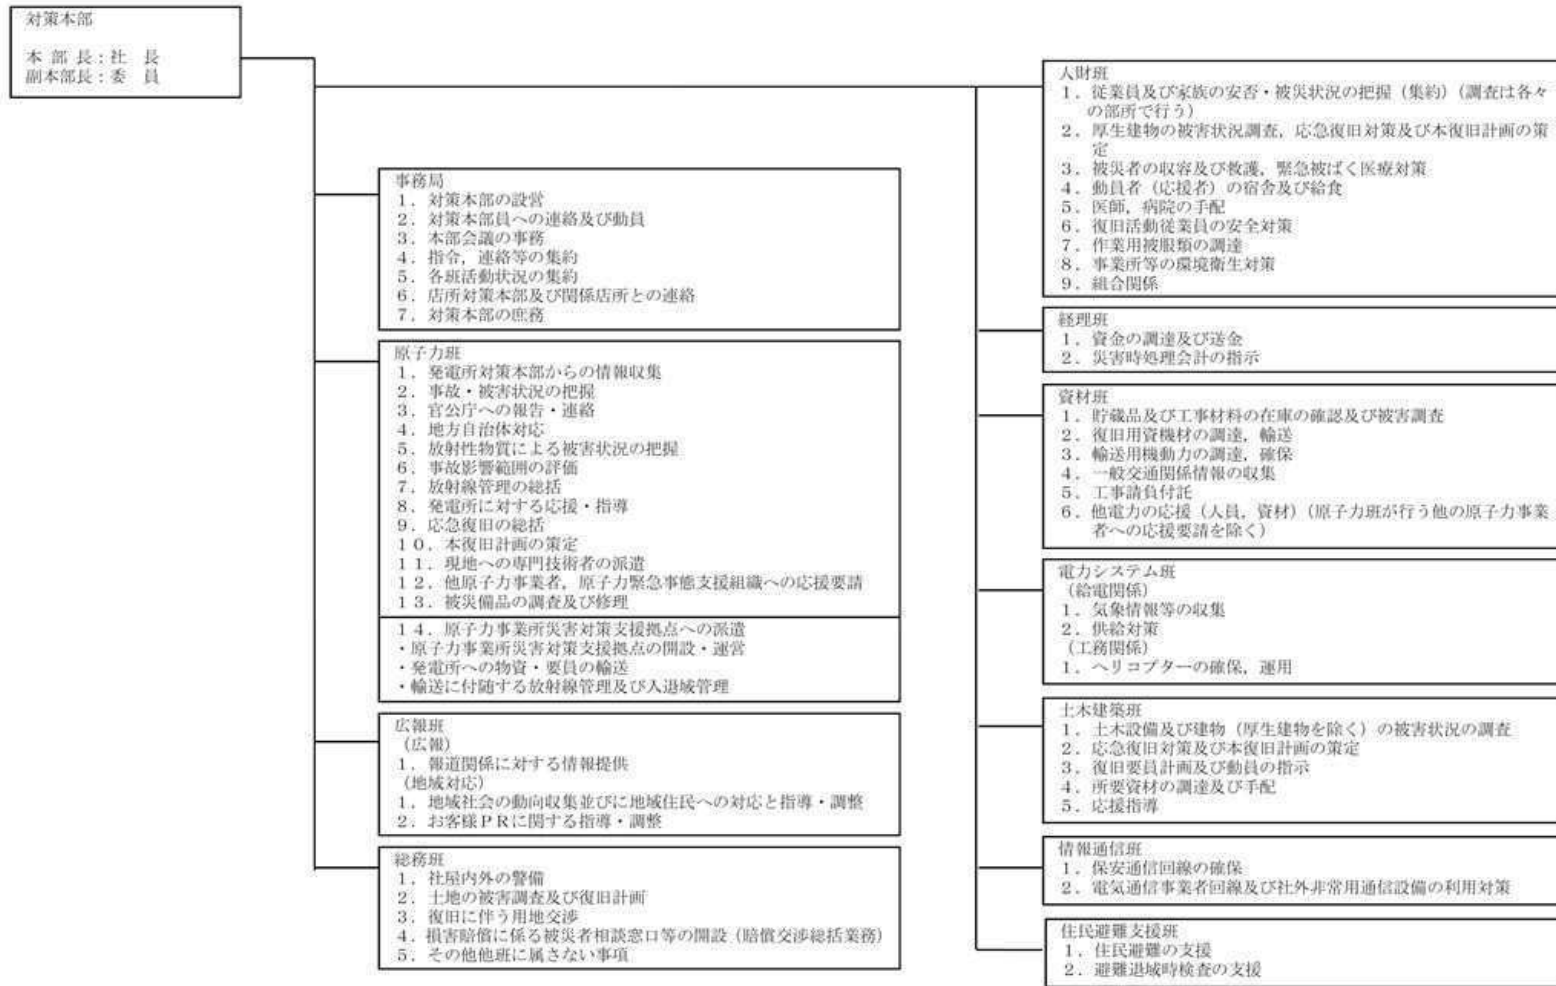 対策本部
本 部 長：社　長
副本部長：委　員
事務局
１．対策本部の設営
２．対策本部員への連絡及び動員
３．本部会議の事務
４．指令，連絡等の集約
５．各班活動状況の集約
６．店所対策本部及び関係店所との連絡
７．対策本部の庶務
原子力班
１．発電所対策本部からの情報収集
２．事故・被害状況の把握
３．官公庁への報告・連絡
４．地方自治体対応
５．放射性物質による被害状況の把握
６．事故影響範囲の評価
７．放射線管理の総括
８．発電所に対する応援・指導
９．応急復旧の総括
１０．本復旧計画の策定
１１．現地への専門技術者の派遣
１２．他原子力事業者，原子力緊急事態支援組織への応援要請
１３．被災備品の調査及び修理
１４．原子力事業所災害対策支援拠点への派遣
・原子力事業所災害対策支援拠点の開設・運営
・発電所への物資・要員の輸送
・輸送に付随する放射線管理及び入退域管理
広報班
（広報）
１．報道関係に対する情報提供
（地域対応）
１．地域社会の動向収集並びに地域住民への対応と指導・調整
２．お客様ＰＲに関する指導・調整
総務班
１．社屋内外の警備
２．土地の被害調査及び復旧計画
３．復旧に伴う用地交渉
４．損害賠償に係る被災者相談窓口等の開設（賠償交渉総括業務）
５．その他他班に属さない事項
人財班
１．従業員及び家族の安否・被災状況の把握（集約）（調査は各々
の部所で行う）
２．厚生建物の被害状況調査，応急復旧対策及び本復旧計画の策
定
３．被災者の収容及び救護，緊急被ばく医療対策
４．動員者（応援者）の宿舎及び給食
５．医師，病院の手配
６．復旧活動従業員の安全対策
７．作業用被服類の調達
８．事業所等の環境衛生対策
９．組合関係
経理班
１．資金の調達及び送金
２．災害時処理会計の指示
資材班
１．貯蔵品及び工事材料の在庫の確認及び被害調査
２．復旧用資機材の調達，輸送
３．輸送用機動力の調達，確保
４．一般交通関係情報の収集
５．工事請負付託
６．他電力の応援（人員，資材）（原子力班が行う他の原子力事業
者への応援要請を除く）
電力システム班
（給電関係）
１．気象情報等の収集
２．供給対策
（工務関係）
１．ヘリコプターの確保，運用
土木建築班
１．土木設備及び建物（厚生建物を除く）の被害状況の調査
２．応急復旧対策及び本復旧計画の策定
３．復旧要員計画及び動員の指示
４．所要資材の調達及び手配
５．応援指導
情報通信班
１．保安通信回線の確保
２．電気通信事業者回線及び社外非常用通信設備の利用対策
住民避難支援班
１．住民避難の支援
２．避難退域時検査の支援